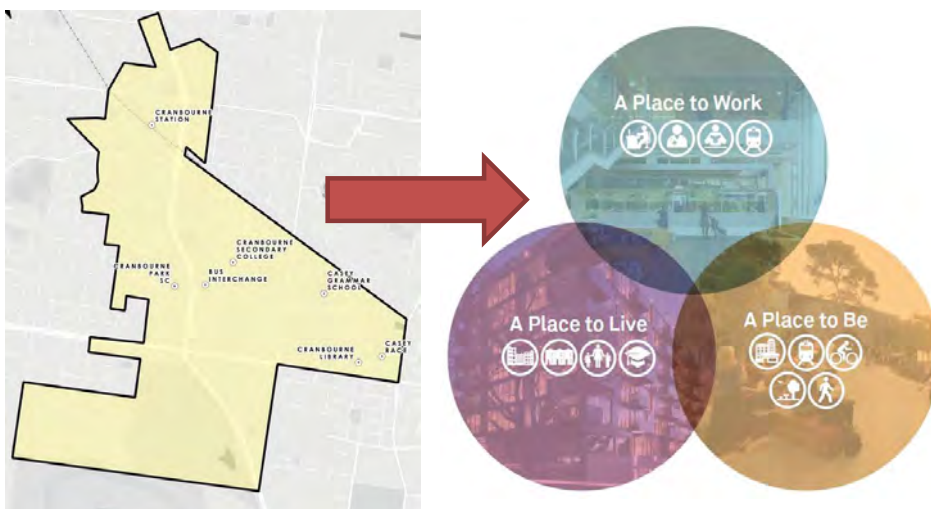 CRANBOURNE
STATION
CRANBOURNE
SECONDARY
COLLEGE
CRANBOURNE
PARK
SC
BUS
INTERCHANGE
CASEY
GRAMMAR
SCHOOL
CRANBOURNE
LIBRARY
CASEY
RACE
A Place to Work
A Place to Live
A Place to Be